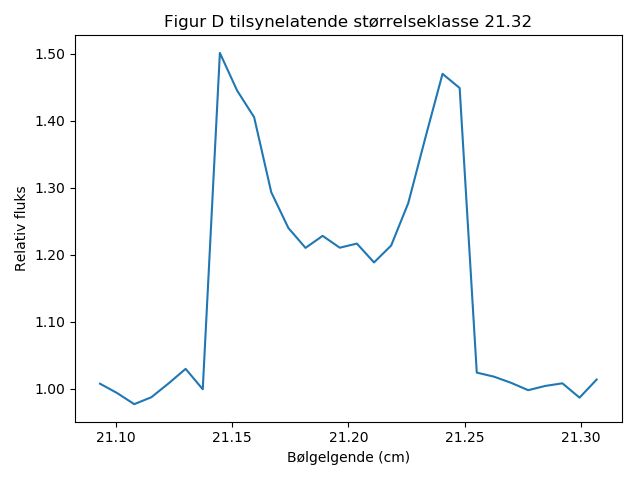 Figur D tilsynelatende størrelseklasse 21.32
1.50
1.40
1.30
1.20
1.10
1.00
Relativ fluks
21.10 21.15 21.20 21.25 21.30
Bølgelgende (cm)